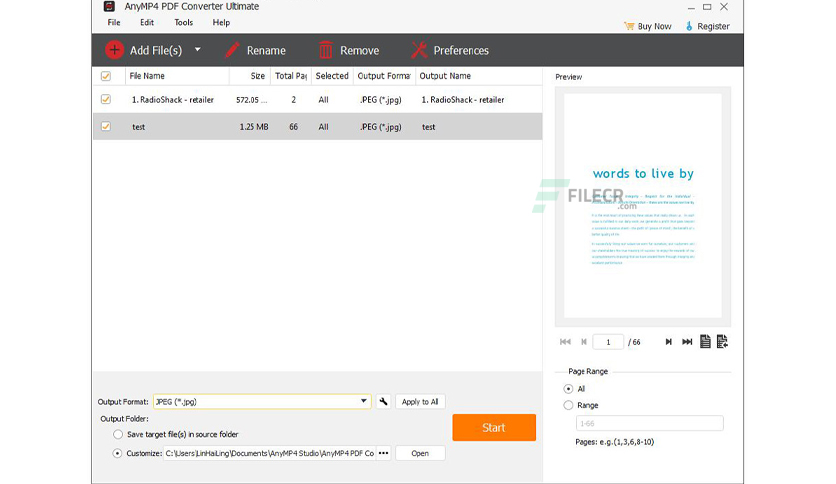 AnyMP4 PDF Converter Ultimate
File Edit Tools Help
Buy Now Register
Add File(s) Rename Remove Preferences
File Name Size Total Pa Selected Output Forma Output Name
1. RadioShack - retailer 572.05 ... 2 All .JPEG (*.jpg) 1. RadioShack - retailer
test 1.25 MB 66 All .JPEG (*.jpg) test
Preview
words to live by
FILECR
.com
1 / 66
Page Range
All
Range
1-66
Pages: e.g.(1,3,6,8-10)
Output Format: JPEG (*.jpg) Apply to All
Output Folder:
Save target file(s) in source folder
Customize: C:\Users\LinHaiLing\Documents\AnyMP4 Studio\AnyMP4 PDF Co ••• Open
Start